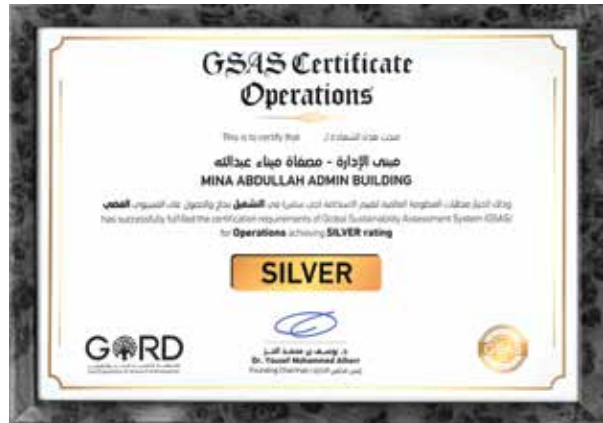 GSAS Certificate
Operations
This is to certify that
مبنى الإدارة - مصفاة ميناء عبدالله
MINA ABDULLAH ADMIN BUILDING
has successfully fulfilled the certification requirements of Global Sustainability Assessment System (GSAS)
for Operations achieving SILVER rating
SILVER
GORD
Dr. Yousef Mohammed Alhorr
Founding Chairman